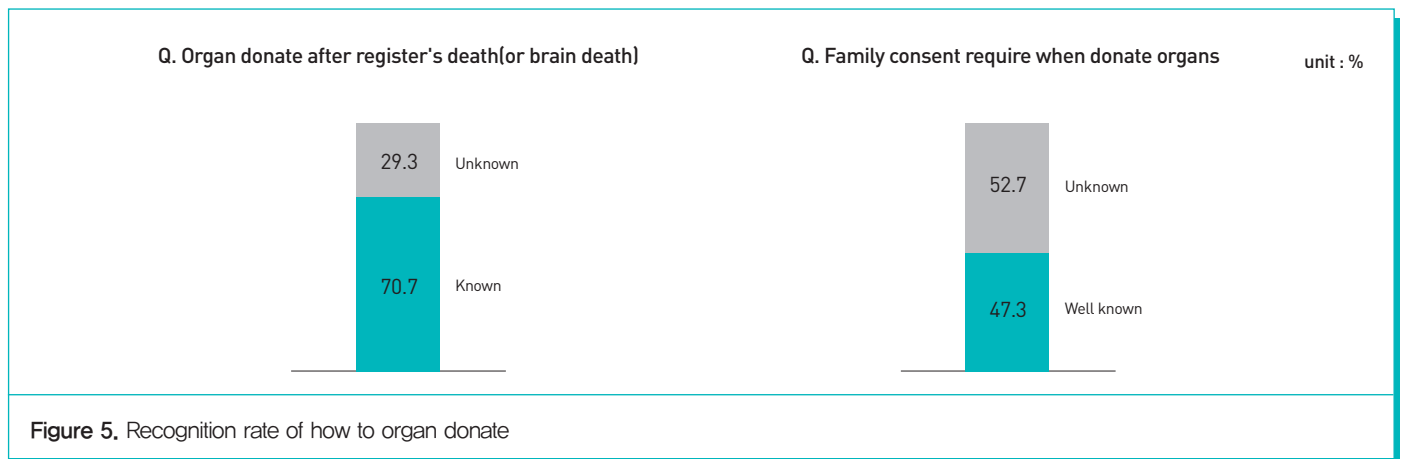 Q. Organ donate after register's death(or brain death)
29.3
Unknown
70.7
Known
Q. Family consent require when donate organs
unit : %
52.7
Unknown
47.3
Well known
Figure 5. Recognition rate of how to organ donate